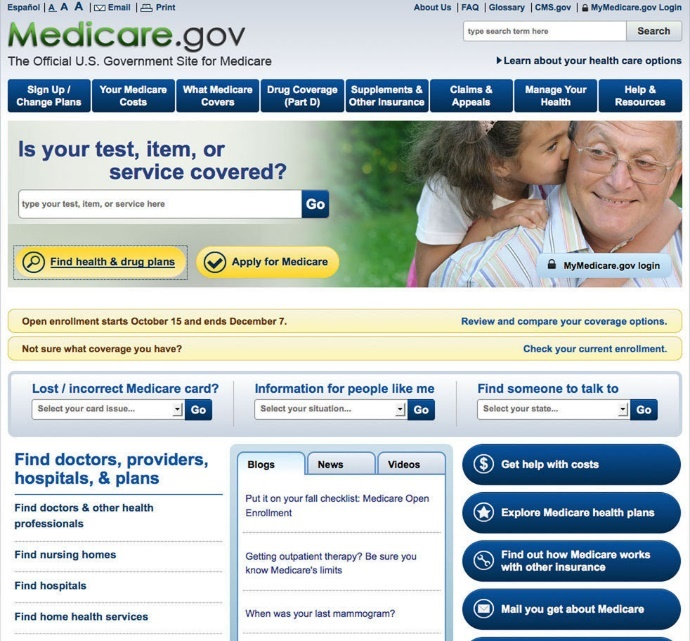 Español | A A A | Email | Print
About Us | FAQ | Glossary | CMS.gov | MyMedicare.gov Login
Medicare.gov
type search term here
Search
The Official U.S. Government Site for Medicare
Learn about your health care options
Sign Up / Change Plans
Your Medicare Costs
What Medicare Covers
Drug Coverage (Part D)
Supplements & Other Insurance
Claims & Appeals
Manage Your Health
Help & Resources
Is your test, item, or
service covered?
type your test, item, or service here
Go
Find health & drug plans
Apply for Medicare
MyMedicare.gov login
Open enrollment starts October 15 and ends December 7.
Review and compare your coverage options.
Not sure what coverage you have?
Check your current enrollment.
Lost / incorrect Medicare card?
Select your card issue...
Go
Information for people like me
Select your situation...
Go
Find someone to talk to
Select your state...
Go
Find doctors, providers,
hospitals, & plans
Find doctors & other health
professionals
Find nursing homes
Find hospitals
Find home health services
Blogs
News
Videos
Put it on your fall checklist: Medicare Open
Enrollment
Getting outpatient therapy? Be sure you
know Medicare's limits
When was your last mammogram?
Get help with costs
Explore Medicare health plans
Find out how Medicare works
with other insurance
Mail you get about Medicare